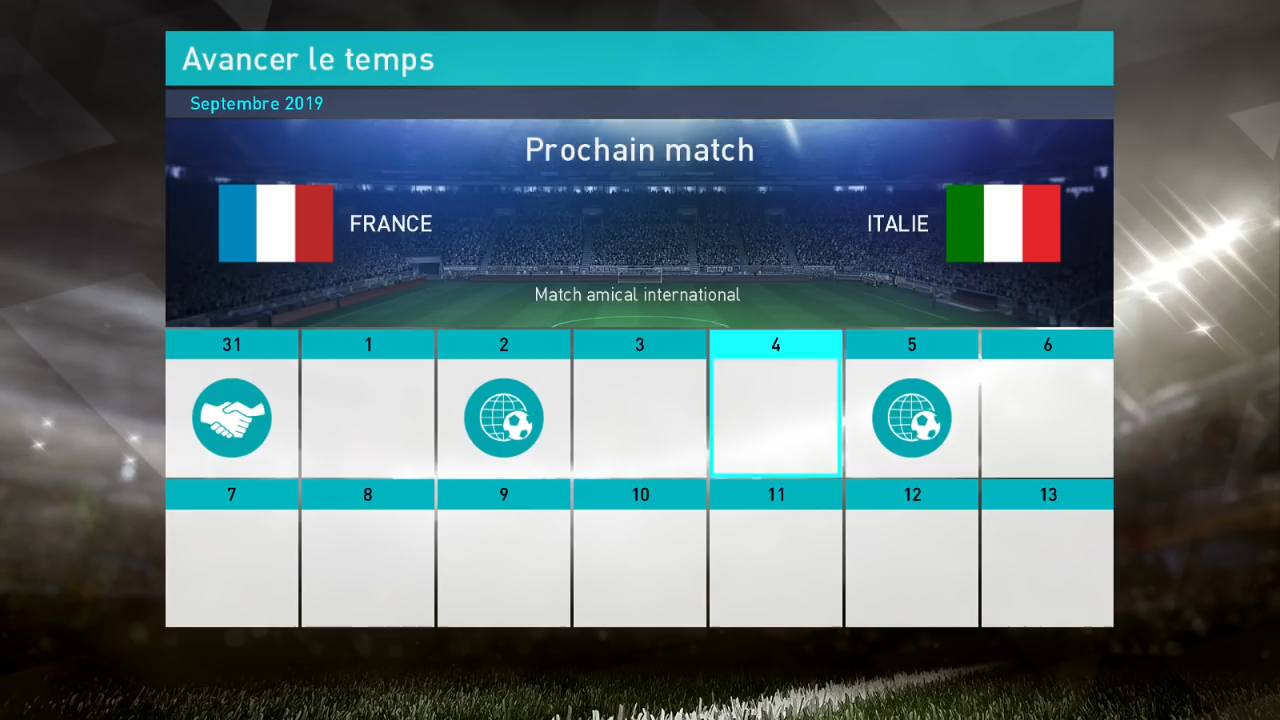 Avancer le temps
Septembre 2019
Prochain match
FRANCE ITALIE
Match amical international
31 1 2 3 4 5 6
7 8 9 10 11 12 13